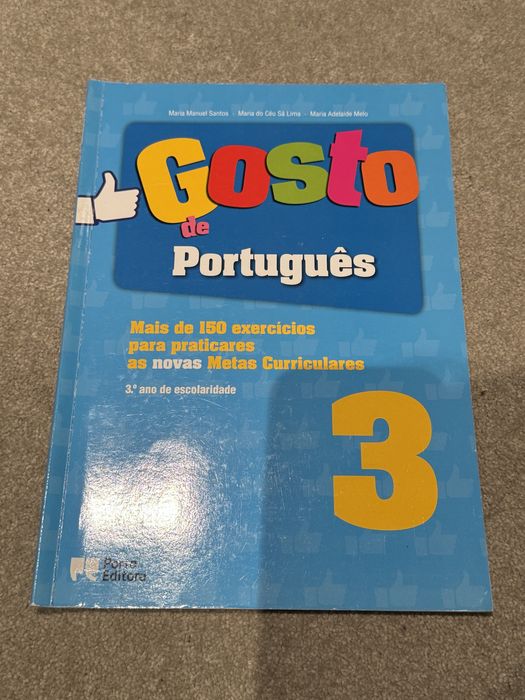 Maria Manuel Santos · Maria do Céu Sá Lima · Maria Adelaide Melo
Gosto
de
Português
Mais de 150 exercícios
para praticares
as novas Metas Curriculares
3.º ano de escolaridade
3
Porto
Editora